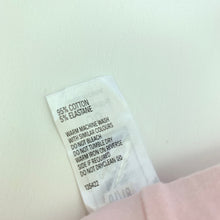 95% COTTON
5% ELASTANE
WARM MACHINE WASH
WITH SIMILAR COLOURS
DO NOT BLEACH
DO NOT TUMBLE DRY
WARM IRON ON REVERSE
SIDE IF REQUIRED
DO NOT DRYCLEAN